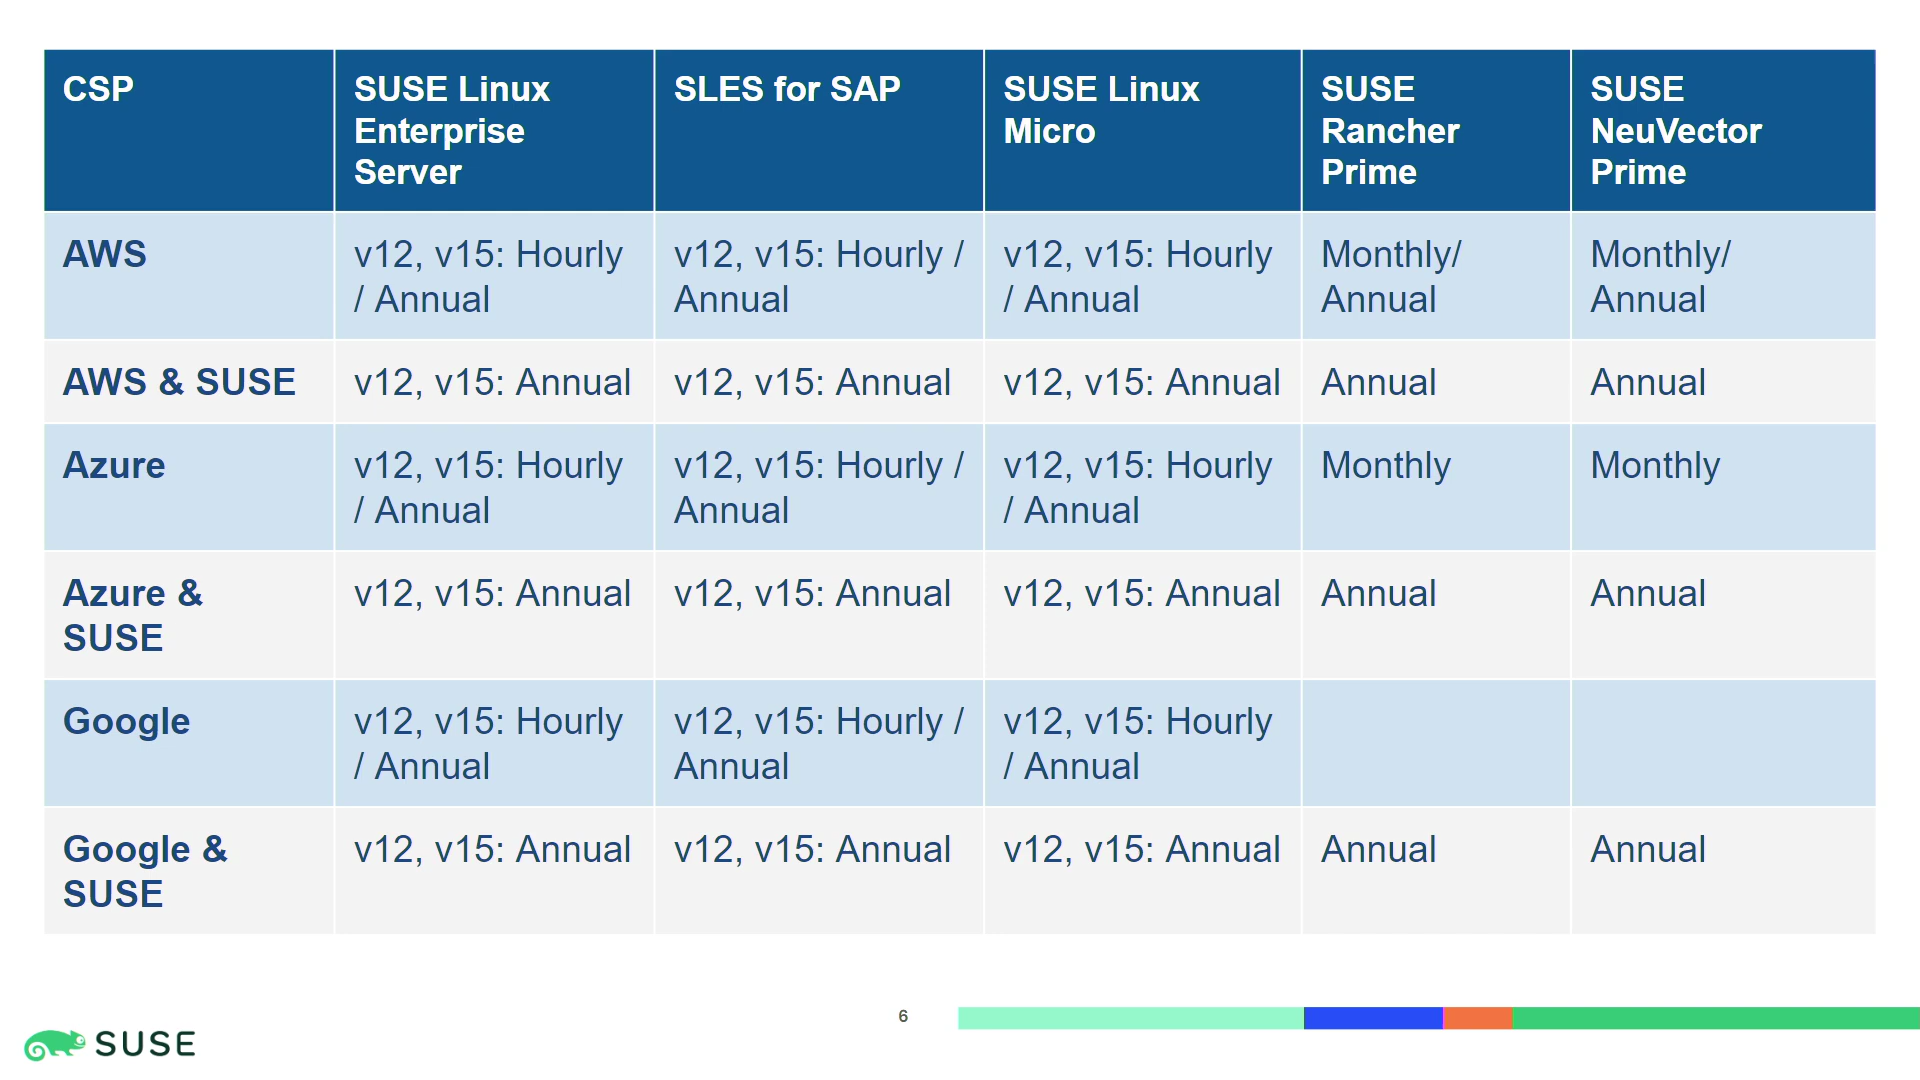 CSP
SUSE Linux
Enterprise
Server
SLES for SAP
SUSE Linux
Micro
SUSE
Rancher
Prime
SUSE
NeuVector
Prime
AWS
v12, v15: Hourly
/ Annual
v12, v15: Hourly /
Annual
v12, v15: Hourly
/ Annual
Monthly/
Annual
Monthly/
Annual
AWS & SUSE
v12, v15: Annual
v12, v15: Annual
v12, v15: Annual
Annual
Annual
Azure
v12, v15: Hourly
/ Annual
v12, v15: Hourly /
Annual
v12, v15: Hourly
/ Annual
Monthly
Monthly
Azure &
SUSE
v12, v15: Annual
v12, v15: Annual
v12, v15: Annual
Annual
Annual
Google
v12, v15: Hourly
/ Annual
v12, v15: Hourly /
Annual
v12, v15: Hourly
/ Annual
Google &
SUSE
v12, v15: Annual
v12, v15: Annual
v12, v15: Annual
Annual
Annual
6
SUSE